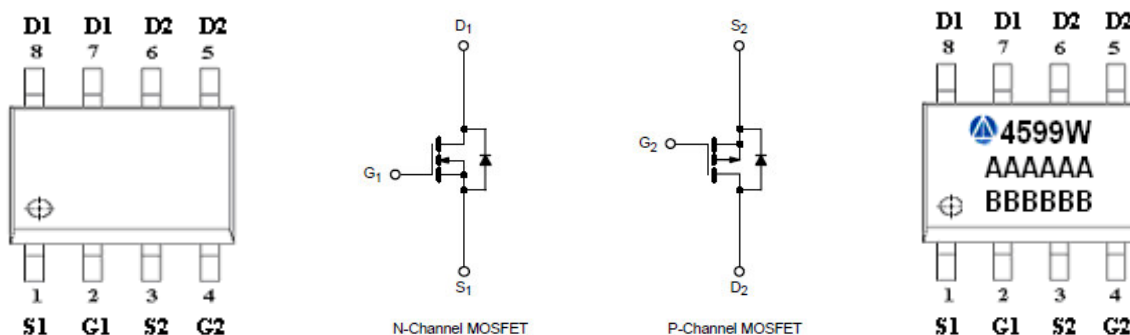 D1 D1 D2 D2
8 7 6 5
1 2 3 4
S1 G1 S2 G2
D1
G1
S1
N-Channel MOSFET
S2
G2
D2
P-Channel MOSFET
D1 D1 D2 D2
8 7 6 5
4599W
AAAAAA
BBBBBB
1 2 3 4
S1 G1 S2 G2